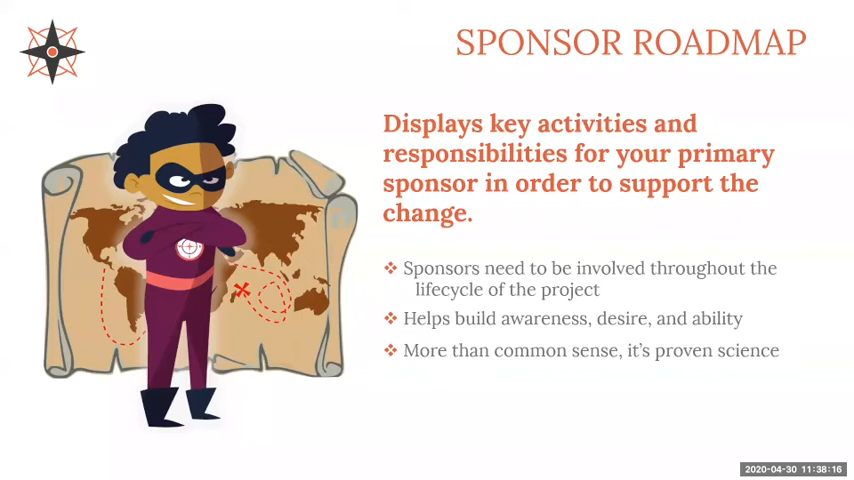 SPONSOR ROADMAP
Displays key activities and
responsibilities for your primary
sponsor in order to support the
change.
❖ Sponsors need to be involved throughout the
lifecycle of the project
❖ Helps build awareness, desire, and ability
❖ More than common sense, it's proven science
2020-04-30 11:38:16